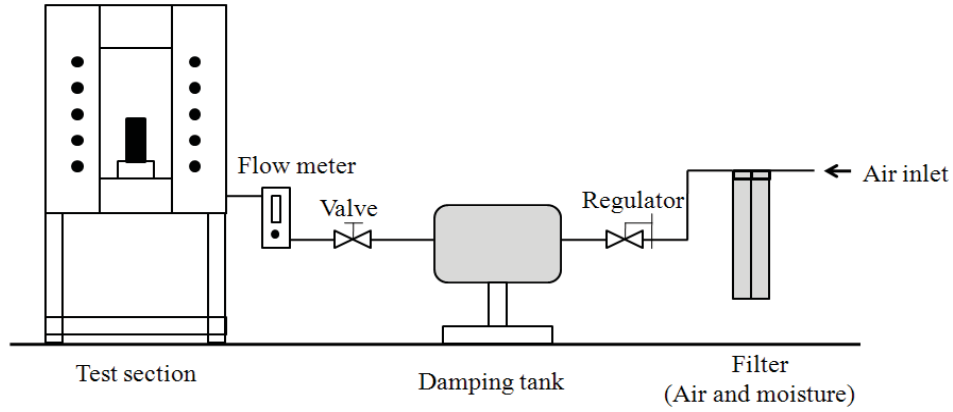 Flow meter
Valve
Regulator
Air inlet
Test section
Damping tank
Filter
(Air and moisture)